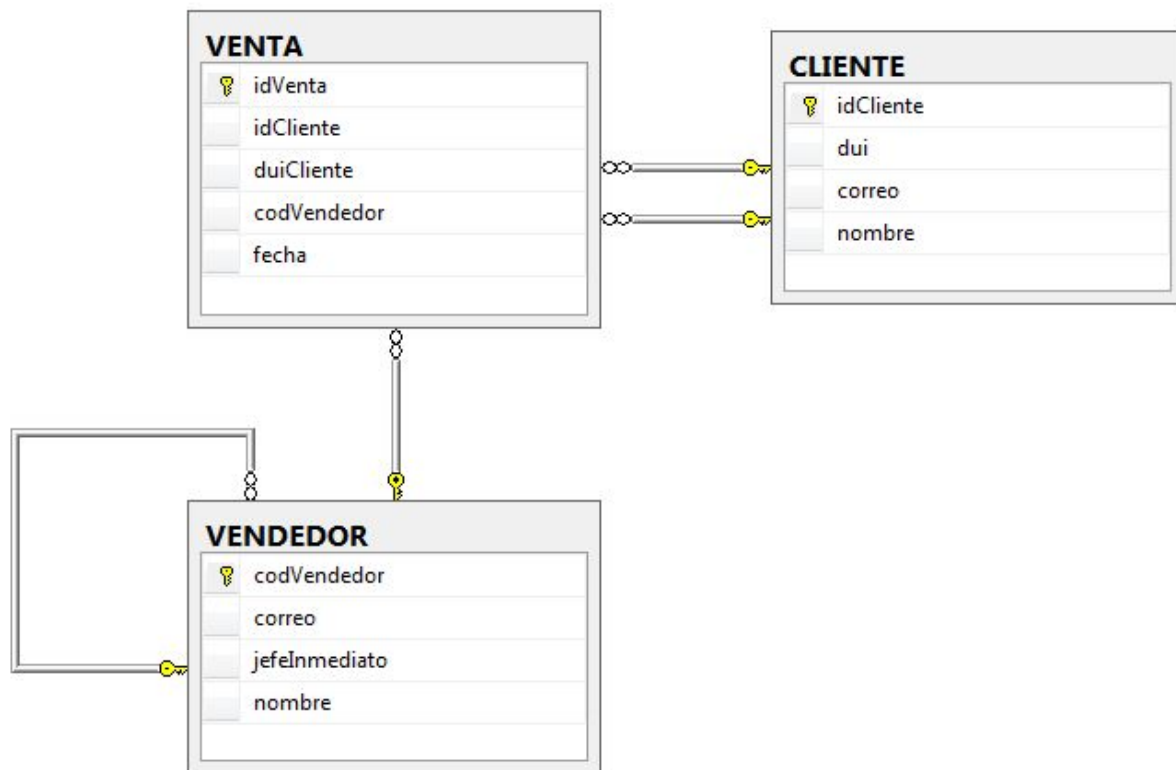 VENTA
idVenta
idCliente
duiCliente
codVendedor
fecha
CLIENTE
idCliente
dui
correo
nombre
VENDEDOR
codVendedor
correo
jefeInmediato
nombre